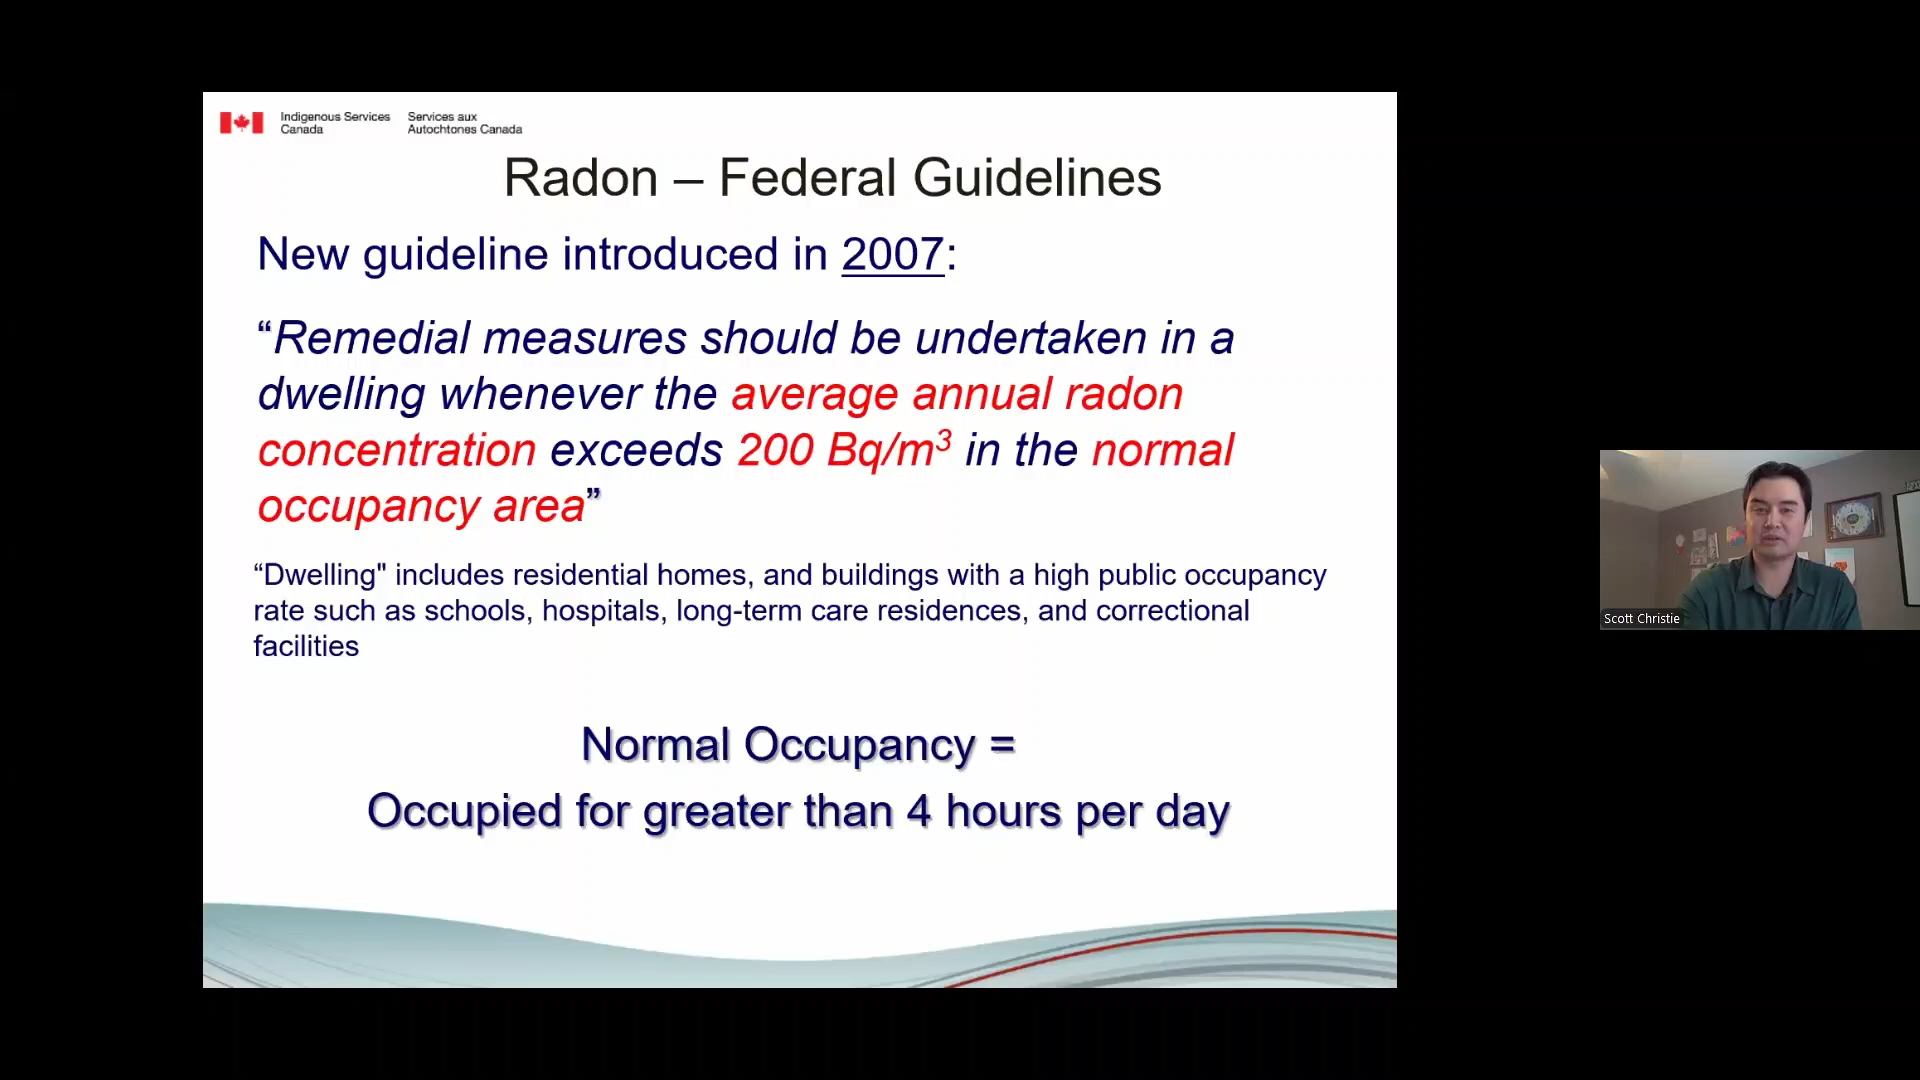 Indigenous Services Canada
Services aux Autochtones Canada
Radon – Federal Guidelines
New guideline introduced in 2007:
“Remedial measures should be undertaken in a
dwelling whenever the average annual radon
concentration exceeds 200 Bq/m³ in the normal
occupancy area”
“Dwelling" includes residential homes, and buildings with a high public occupancy
rate such as schools, hospitals, long-term care residences, and correctional
facilities
Normal Occupancy =
Occupied for greater than 4 hours per day
Scott Christie